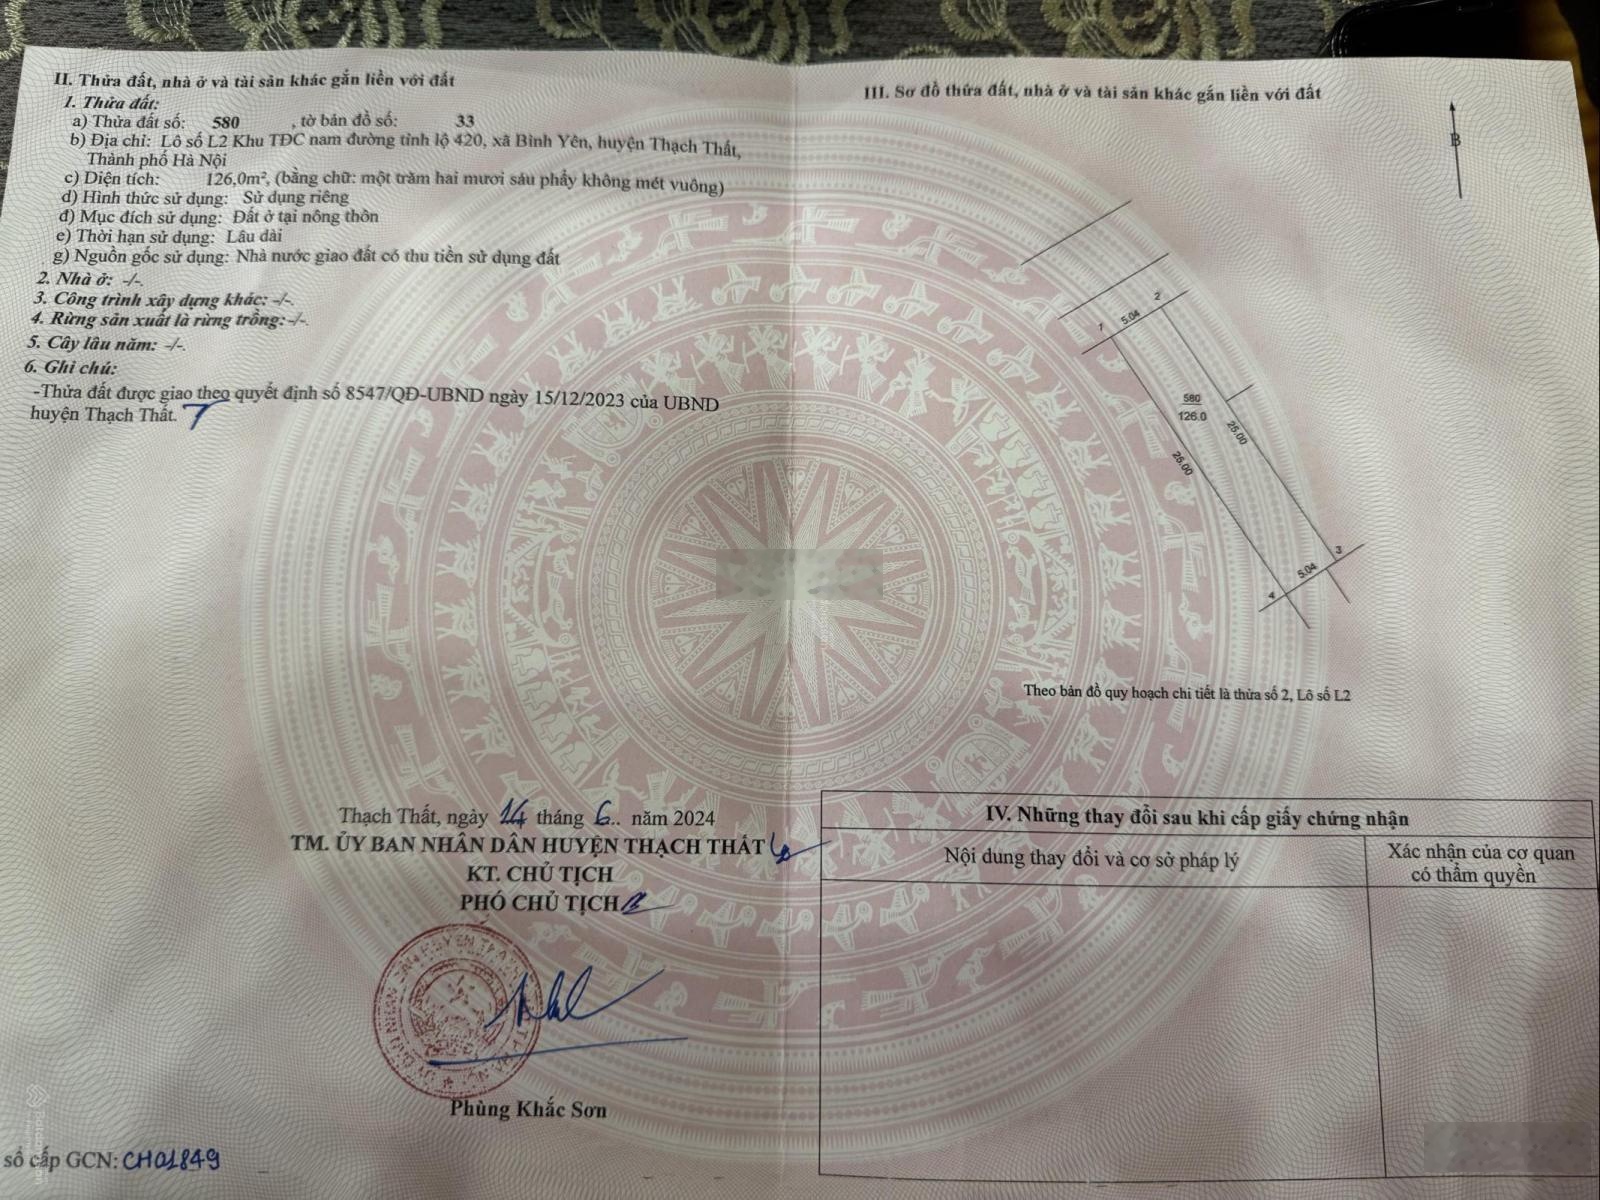 II. Thửa đất, nhà ở và tài sản khác gắn liền với đất
1. Thửa đất:
a) Thửa đất số: 580 , tờ bản đồ số: 33
b) Địa chỉ: Lô số L2 Khu TĐC nam đường tỉnh lộ 420, xã Bình Yên, huyện Thạch Thất,
Thành phố Hà Nội
c) Diện tích: 126,0m², (bằng chữ: một trăm hai mươi sáu phẩy không mét vuông)
d) Hình thức sử dụng: Sử dụng riêng
đ) Mục đích sử dụng: Đất ở tại nông thôn
e) Thời hạn sử dụng: Lâu dài
g) Nguồn gốc sử dụng: Nhà nước giao đất có thu tiền sử dụng đất
2. Nhà ở: -/-.
3. Công trình xây dựng khác: -/-.
4. Rừng sản xuất là rừng trồng:-/-.
5. Cây lâu năm: -/-.
6. Ghi chú:
-Thửa đất được giao theo quyết định số 8547/QĐ-UBND ngày 15/12/2023 của UBND
huyện Thạch Thất.
Thạch Thất, ngày 14 tháng 6.. năm 2024
TM. ỦY BAN NHÂN DÂN HUYỆN THẠCH THẤT
KT. CHỦ TỊCH
PHÓ CHỦ TỊCH
Phùng Khắc Sơn
số cấp GCN: CH01849
III. Sơ đồ thửa đất, nhà ở và tài sản khác gắn liền với đất
B
1
5.04
2
580
126.0
25.00
25.00
3
5.04
4
Theo bản đồ quy hoạch chi tiết là thửa số 2, Lô số L2
IV. Những thay đổi sau khi cấp giấy chứng nhận
Nội dung thay đổi và cơ sở pháp lý
Xác nhận của cơ quan
có thẩm quyền